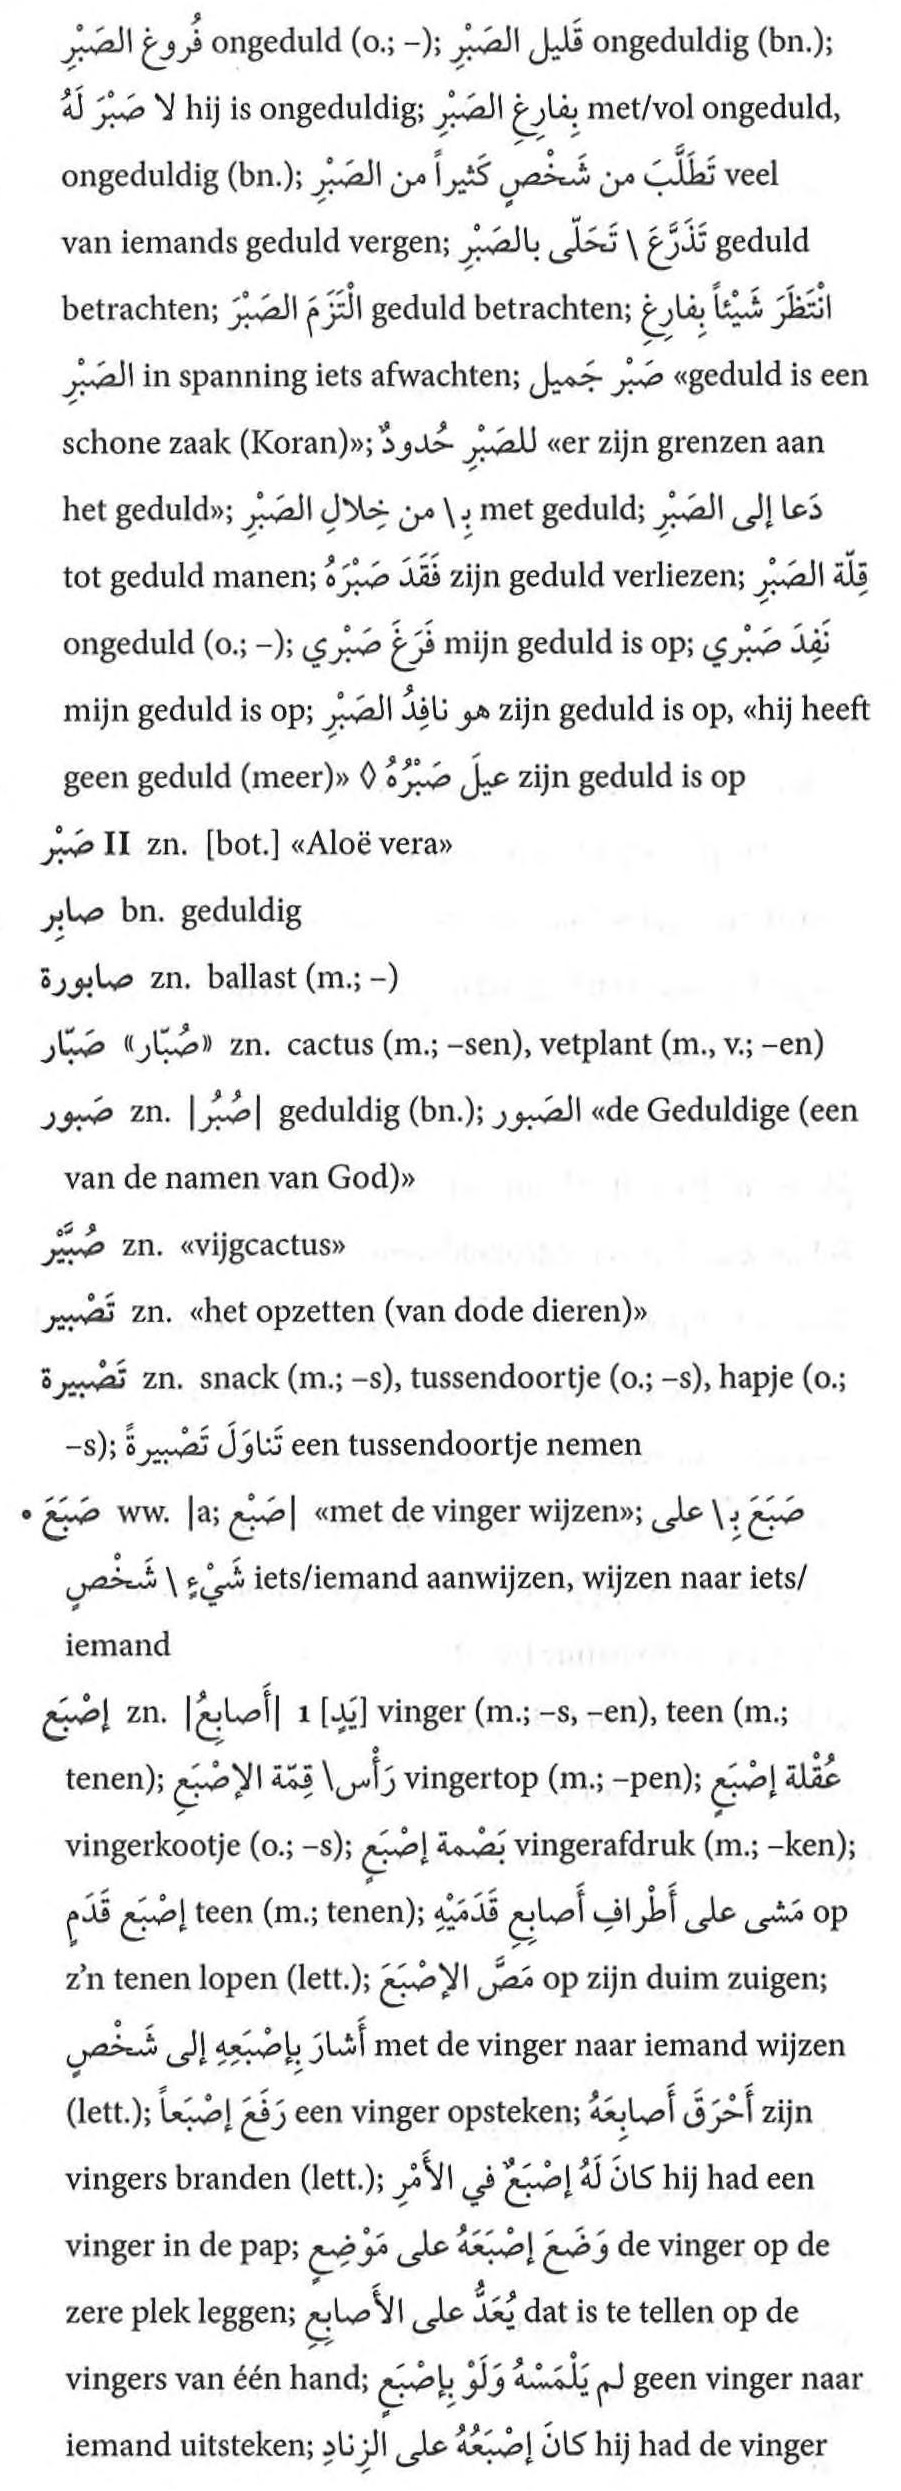 فُروغ الصَبْرِ ongeduld (o.; –); قَليل الصَبْرِ ongeduldig (bn.);
لا صَبْرَ لَهُ hij is ongeduldig; بِفارِغِ الصَبْرِ met/vol ongeduld,
ongeduldig (bn.); تَطَلَّبَ من شَخْصٍ كَثيراً من الصَبْرِ veel
van iemands geduld vergen; تَذَرَّعَ \ تَحَلّى بالصَبْرِ geduld
betrachten; الْتَزَمَ الصَبْرَ geduld betrachten; انْتَظَرَ شَيْئاً بِفارِغِ
الصَبْرِ in spanning iets afwachten; صَبْر جَميل «geduld is een
schone zaak (Koran)»; للصَبْرِ حُدودٌ «er zijn grenzen aan
het geduld»; بِـ \ من خِلالِ الصَبْرِ met geduld; دَعا إلى الصَبْرِ
tot geduld manen; فَقَدَ صَبْرَهُ zijn geduld verliezen; قِلّة الصَبْرِ
ongeduld (o.; –); فَرَغَ صَبْري mijn geduld is op; نَفِدَ صَبْري
mijn geduld is op; هو نافِدُ الصَبْرِ zijn geduld is op, «hij heeft
geen geduld (meer)» ◊ عيلَ صَبْرُهُ zijn geduld is op
صَبْر II zn. [bot.] «Aloë vera»
صابِر bn. geduldig
صابورة zn. ballast (m.; –)
صَبّار «صُبّار» zn. cactus (m.; –sen), vetplant (m., v.; –en)
صَبور zn. |صُبُر| geduldig (bn.); الصَبور «de Geduldige (een
van de namen van God)»
صُبَّيْر zn. «vijgcactus»
تَصْبير zn. «het opzetten (van dode dieren)»
تَصْبيرة zn. snack (m.; –s), tussendoortje (o.; –s), hapje (o.;
–s); تَناوَلَ تَصْبيرةً een tussendoortje nemen
• صَبَعَ ww. |a; صَبْع| «met de vinger wijzen»; صَبَعَ بِـ \ على
شَيْءٍ \ شَخْصٍ iets/iemand aanwijzen, wijzen naar iets/
iemand
إصْبَع zn. |أَصابِعُ| 1 [يَدٍ] vinger (m.; –s, –en), teen (m.;
tenen); رَأْس \ قِمّة الإصْبَعِ vingertop (m.; –pen); عُقْلة إصْبَعٍ
vingerkootje (o.; –s); بَصْمة إصْبَعٍ vingerafdruk (m.; –ken);
إصْبَع قَدَمٍ teen (m.; tenen); مَشى على أَطْرافِ أَصابِعِ قَدَمَيْهِ op
z’n tenen lopen (lett.); مَصَّ الإصْبَعَ op zijn duim zuigen;
أَشارَ بِإصْبَعِهِ إلى شَخْصٍ met de vinger naar iemand wijzen
(lett.); رَفَعَ إصْبَعاً een vinger opsteken; أَحْرَقَ أَصابِعَهُ zijn
vingers branden (lett.); كانَ لَهُ إصْبَعٌ في الأَمْرِ hij had een
vinger in de pap; وَضَعَ إصْبَعَهُ على مَوْضِعٍ de vinger op de
zere plek leggen; يُعَدُّ على الأَصابِعِ dat is te tellen op de
vingers van één hand; لم يَلْمَسْهُ وَلَوْ بِإصْبَعٍ geen vinger naar
iemand uitsteken; كانَ إصْبَعُهُ على الزِنادِ hij had de vinger